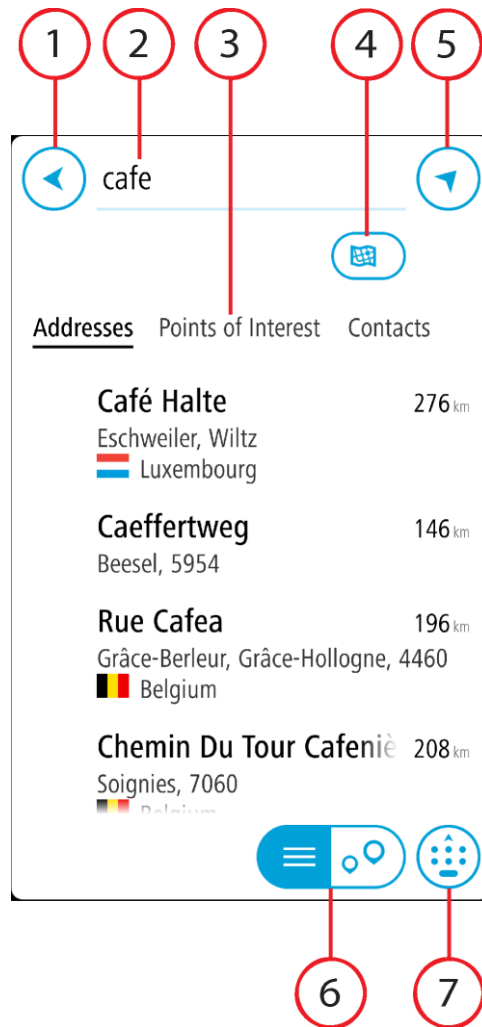 1 2 3 4 5
cafe
Addresses Points of Interest Contacts
Café Halte 276 km
Eschweiler, Wiltz
Luxembourg
Caeffertweg 146 km
Beesel, 5954
Rue Cafea 196 km
Grâce-Berleur, Grâce-Hollogne, 4460
Belgium
Chemin Du Tour Cafeniè 208 km
Soignies, 7060
Belgium
6 7